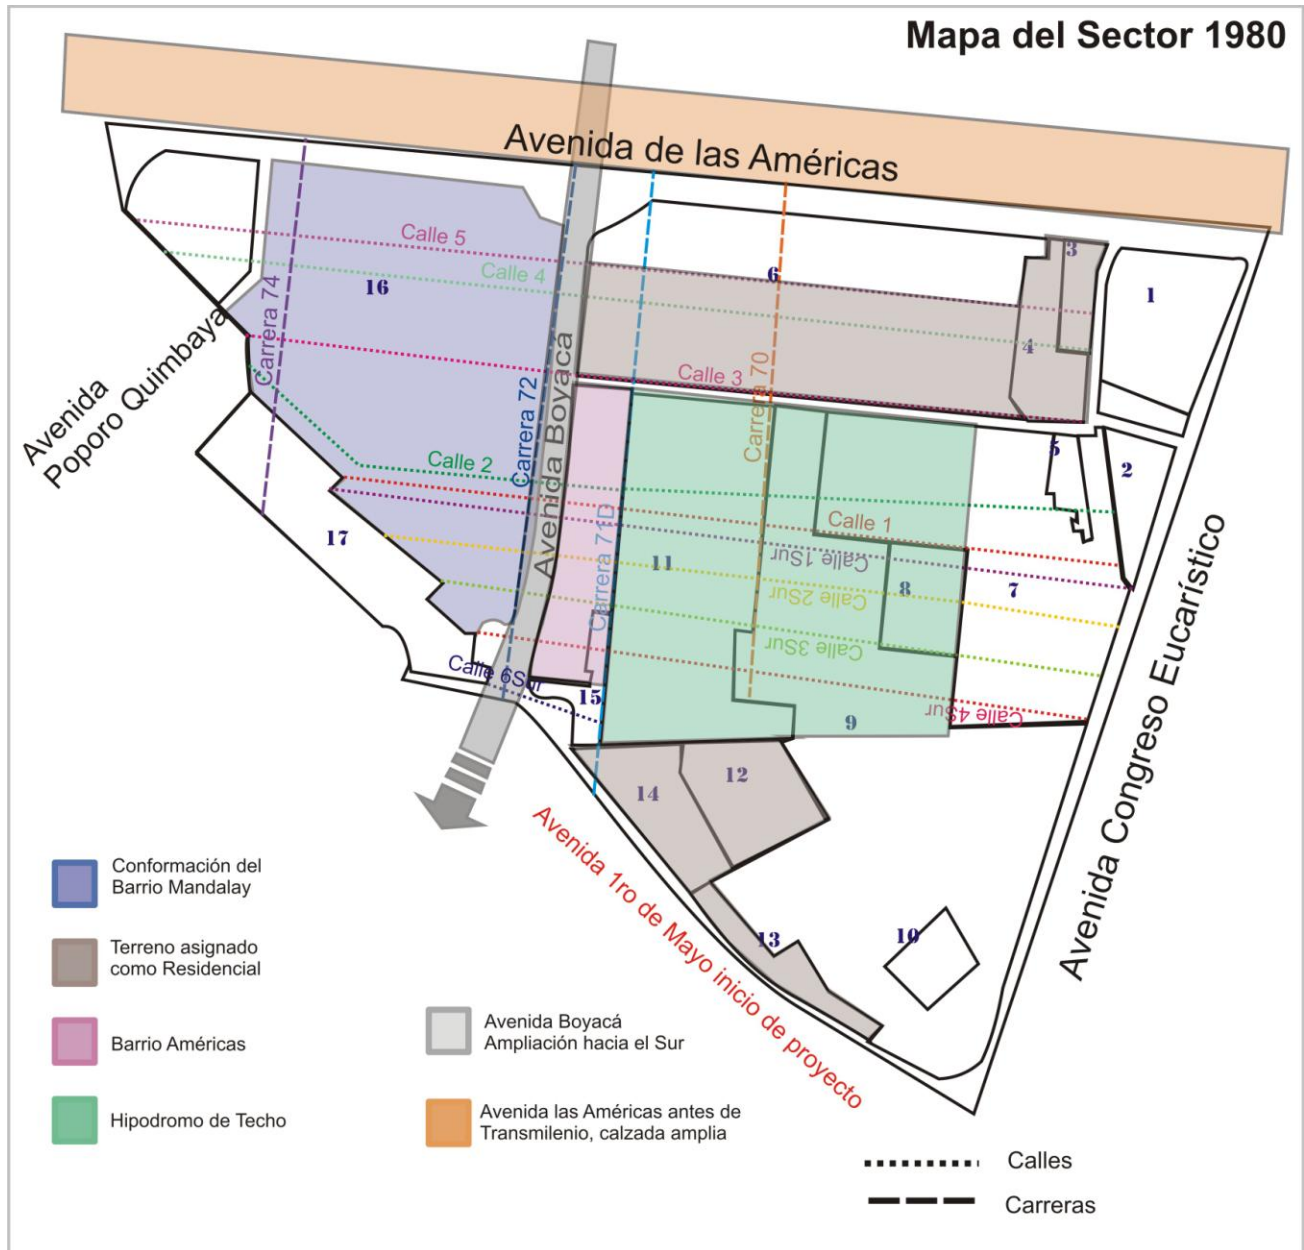 Mapa del Sector 1980
Avenida de las Américas
Calle 5
Calle 4
6
3
1
16
4
Carrera 74
Avenida
Poporo Quimbaya
Calle 3
Carrera 70
Carrera 72
Avenida Boyacá
Calle 2
5
2
Calle 1
17
Carrera 71D
11
Calle 1Sur
Calle 2Sur
8
7
Calle 3Sur
Calle 6Sur
15
9
Calle 4Sur
Avenida Congreso Eucarístico
14
12
Avenida 1ro de Mayo inicio de proyecto
13
10
Conformación del
Barrio Mandalay
Terreno asignado
como Residencial
Barrio Américas
Hipodromo de Techo
Avenida Boyacá
Ampliación hacia el Sur
Avenida las Américas antes de
Transmilenio, calzada amplia
Calles
Carreras